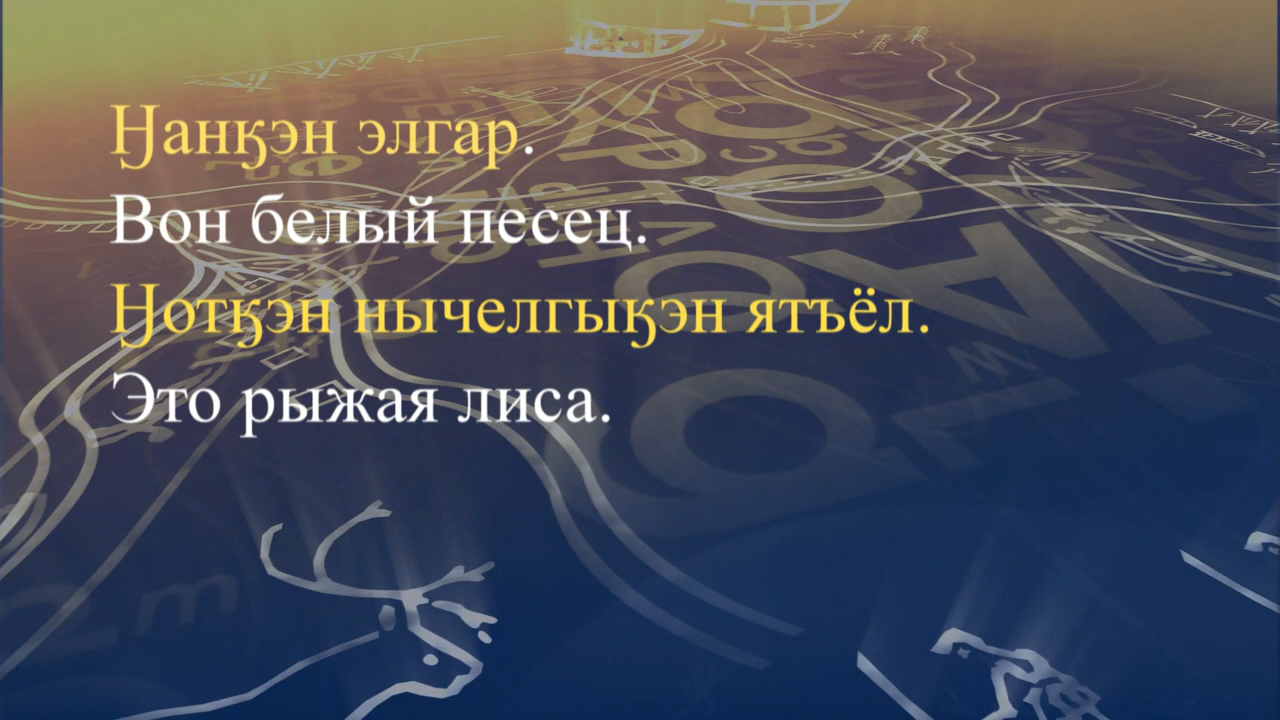 Ӈанӄэн элгар.
Вон белый песец.
Ӈотӄэн нычелгыӄэн ятъёл.
Это рыжая лиса.